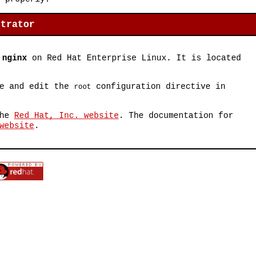 properly.
trator
nginx on Red Hat Enterprise Linux. It is located
e and edit the root configuration directive in
he Red Hat, Inc. website. The documentation for
website.
POWERED BY
redhat.